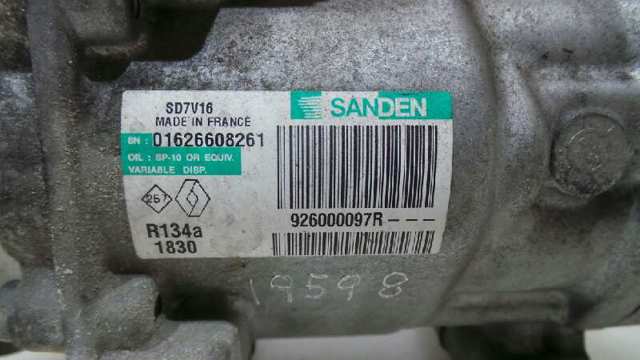 SD7V16
MADE IN FRANCE
SANDEN
SN : 01626608261
OIL : SP-10 OR EQUIV.
VARIABLE DISP.
257
926000097R - - -
R134a
1830
19598